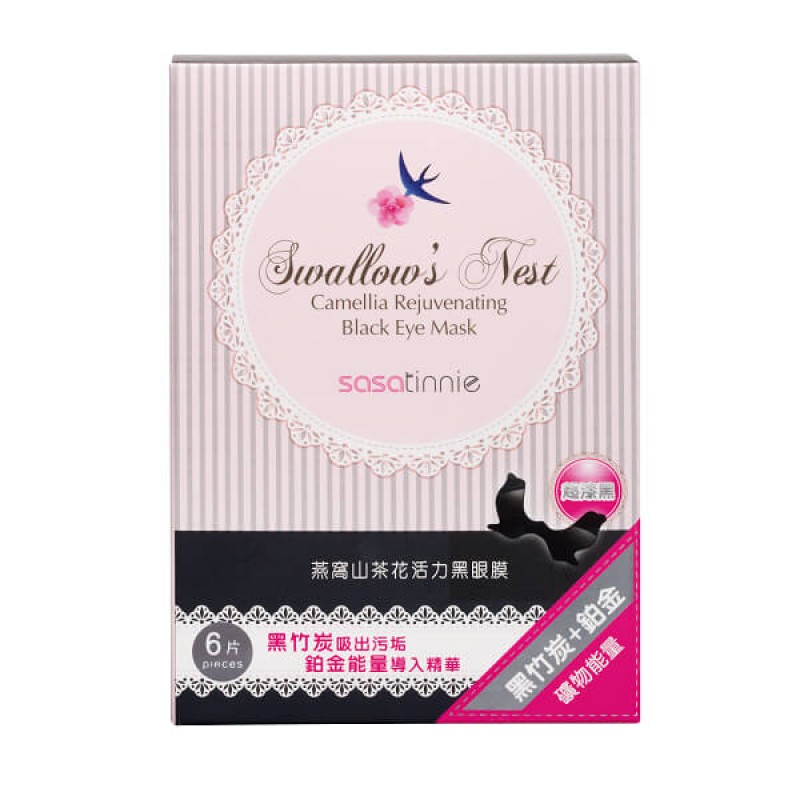 Swallow's Nest
Camellia Rejuvenating
Black Eye Mask
sasatinnie
超漆黑
燕窩山茶花活力黑眼膜
6片
pieces
黑竹炭吸出污垢
鉑金能量導入精華
黑竹炭+鉑金
礦物能量